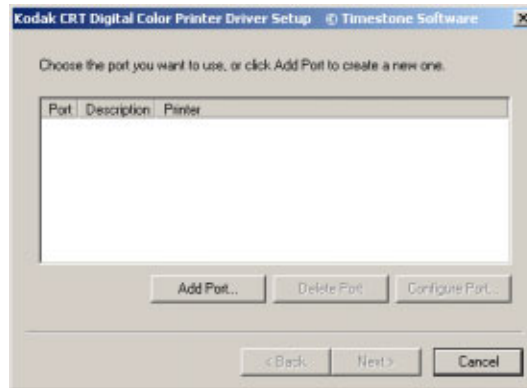 Kodak CRT Digital Color Printer Driver Setup © Timestone Software
Choose the port you want to use, or click Add Port to create a new one.
Port Description Printer
Add Port... Delete Port Configure Port...
< Back Next > Cancel